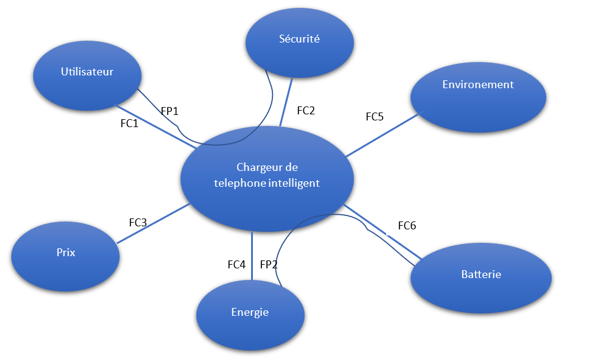 Sécurité
Utilisateur
Environement
FP1
FC2
FC1
FC5
Chargeur de
telephone intelligent
FC3
FC6
Prix
FC4
FP2
Batterie
Energie